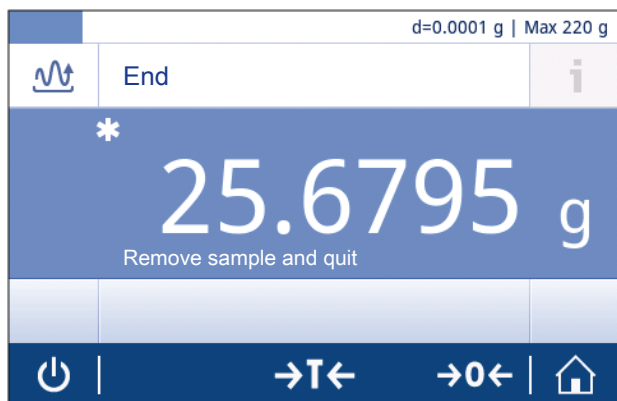 d=0.0001 g | Max 220 g
End
i
*
25.6795 g
Remove sample and quit
→T← →0←